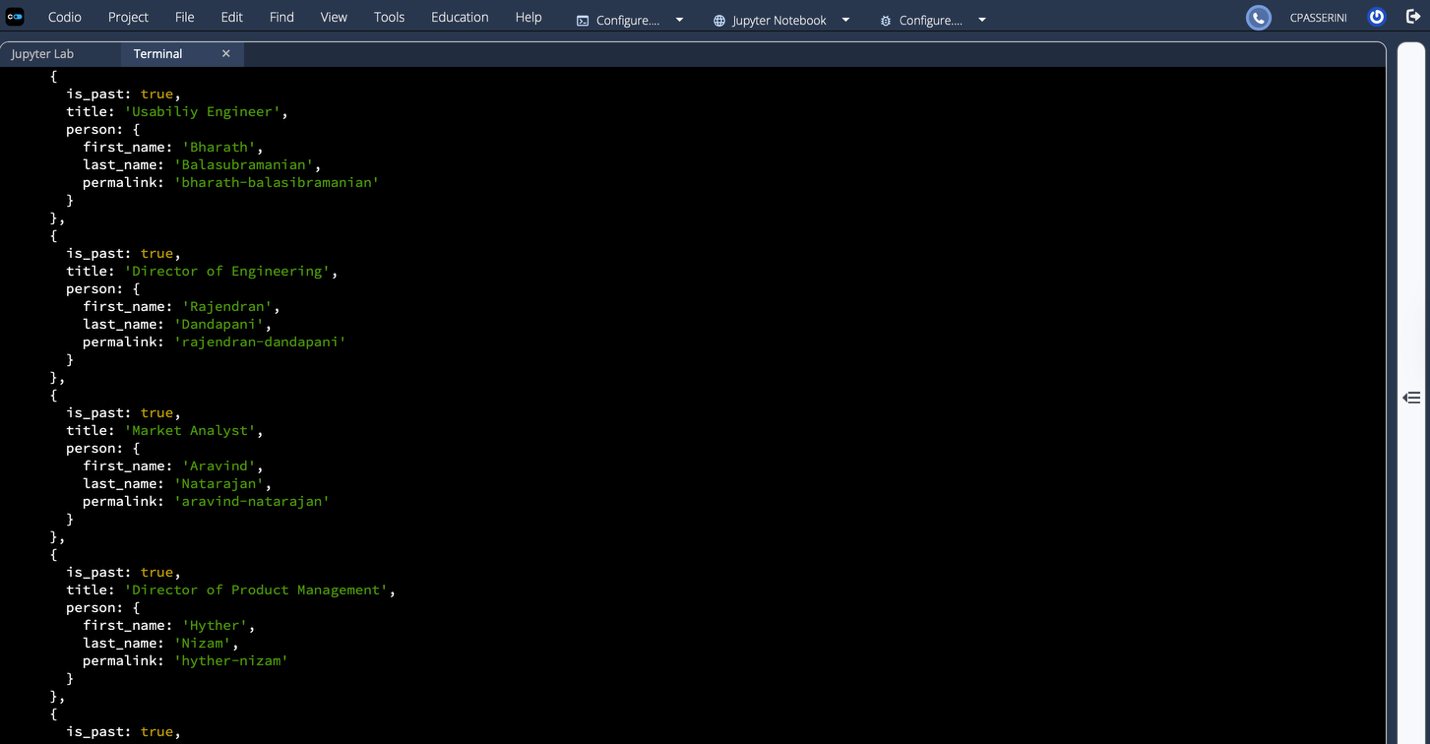 Codio Project File Edit Find View Tools Education Help Configure.... Jupyter Notebook Configure.... CPASSERINI
Jupyter Lab Terminal ×
{
is_past: true,
title: 'Usabiliy Engineer',
person: {
first_name: 'Bharath',
last_name: 'Balasubramanian',
permalink: 'bharath-balasibramanian'
}
},
{
is_past: true,
title: 'Director of Engineering',
person: {
first_name: 'Rajendran',
last_name: 'Dandapani',
permalink: 'rajendran-dandapani'
}
},
{
is_past: true,
title: 'Market Analyst',
person: {
first_name: 'Aravind',
last_name: 'Natarajan',
permalink: 'aravind-natarajan'
}
},
{
is_past: true,
title: 'Director of Product Management',
person: {
first_name: 'Hyther',
last_name: 'Nizam',
permalink: 'hyther-nizam'
}
},
{
is_past: true,